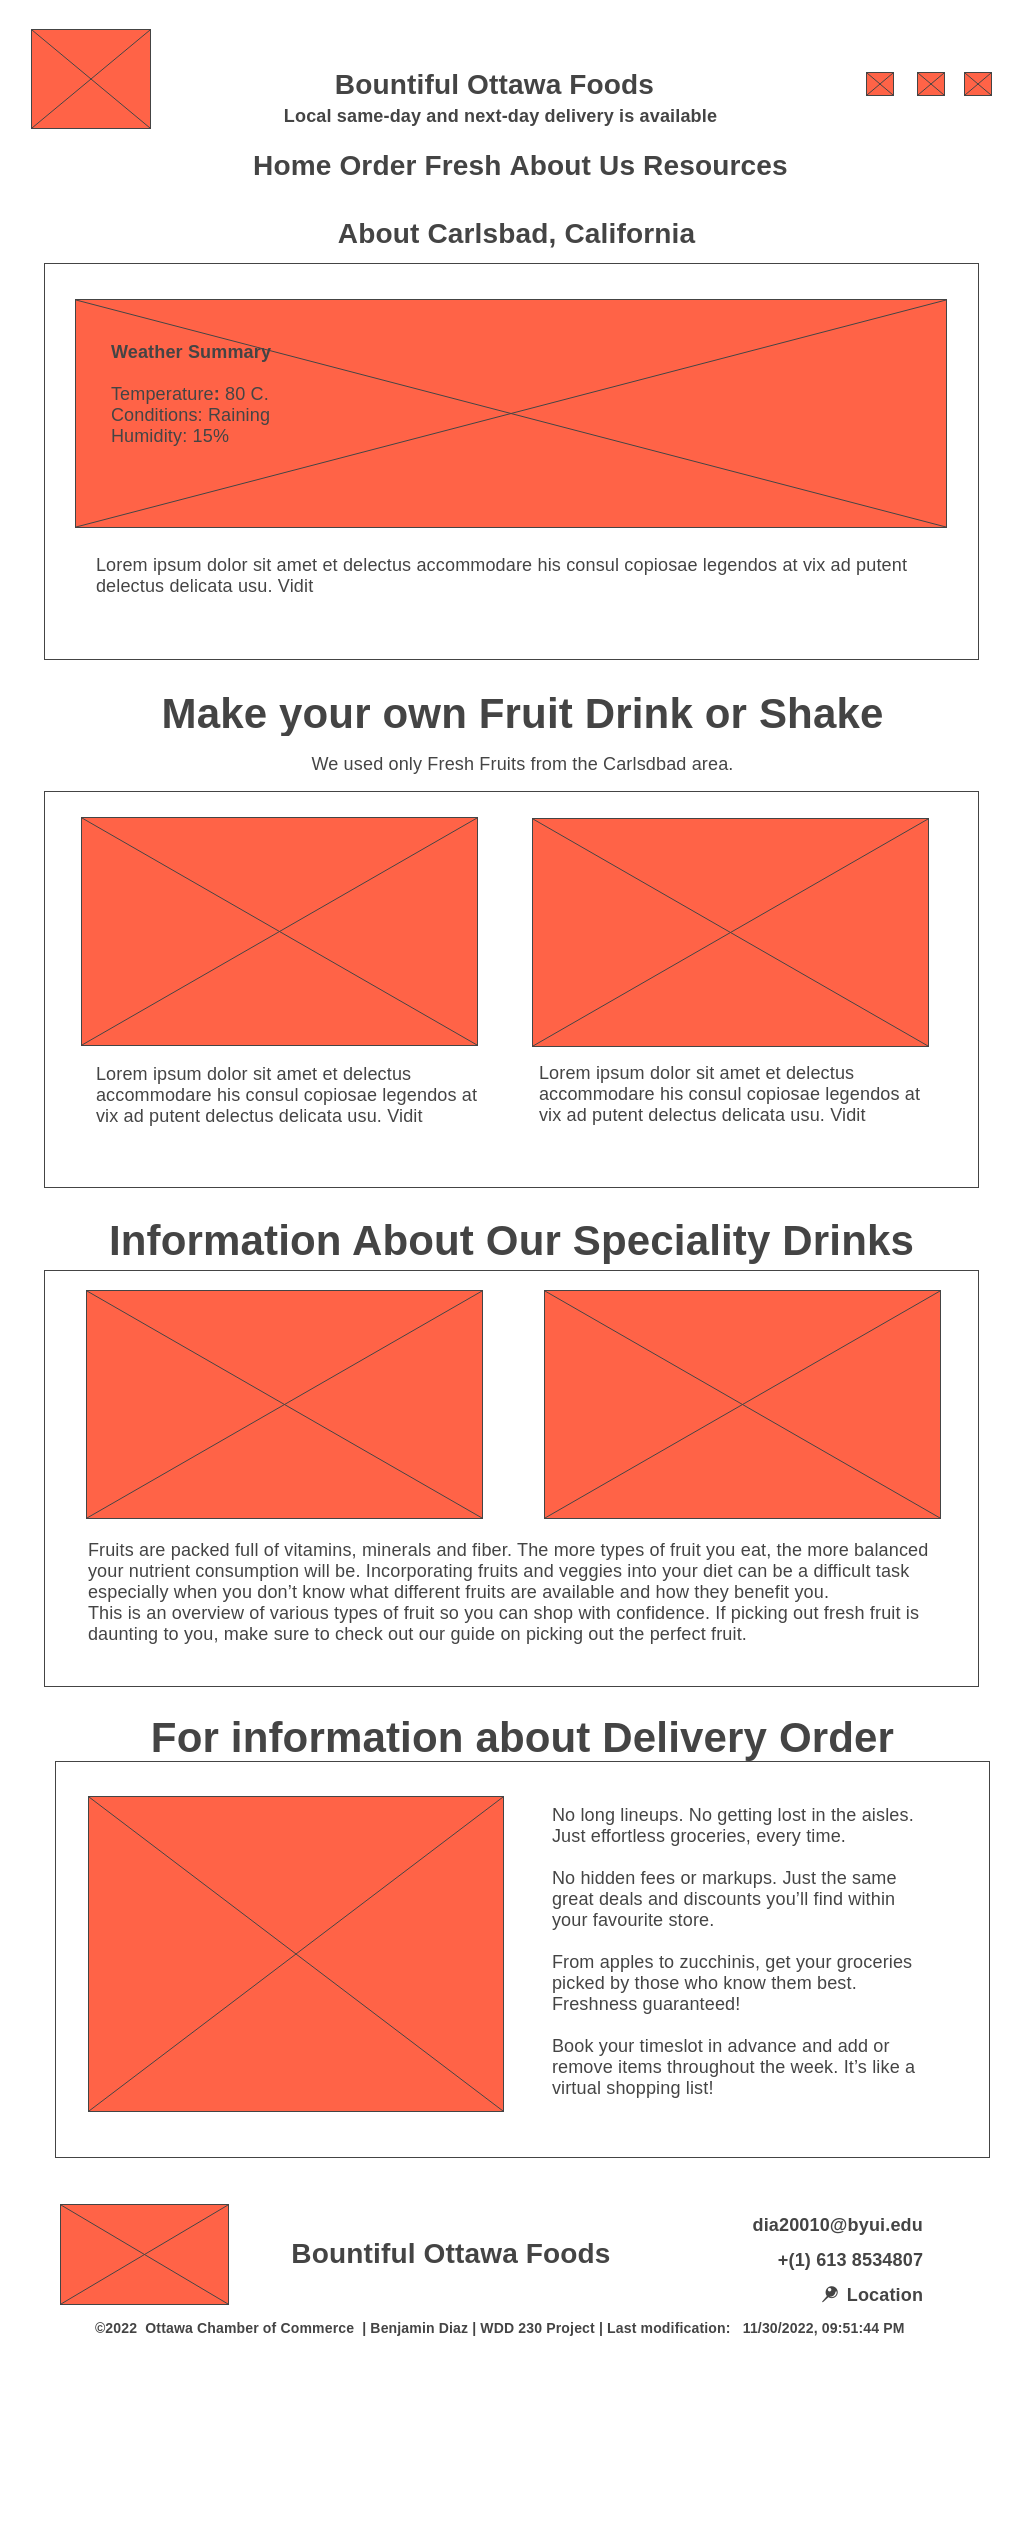 Bountiful Ottawa Foods
Local same-day and next-day delivery is available
Home Order Fresh About Us Resources
About Carlsbad, California
Weather Summary
Temperature: 80 C.
Conditions: Raining
Humidity: 15%
Lorem ipsum dolor sit amet et delectus accommodare his consul copiosae legendos at vix ad putent
delectus delicata usu. Vidit
Make your own Fruit Drink or Shake
We used only Fresh Fruits from the Carlsdbad area.
Lorem ipsum dolor sit amet et delectus
accommodare his consul copiosae legendos at
vix ad putent delectus delicata usu. Vidit
Lorem ipsum dolor sit amet et delectus
accommodare his consul copiosae legendos at
vix ad putent delectus delicata usu. Vidit
Information About Our Speciality Drinks
Fruits are packed full of vitamins, minerals and fiber. The more types of fruit you eat, the more balanced
your nutrient consumption will be. Incorporating fruits and veggies into your diet can be a difficult task
especially when you don’t know what different fruits are available and how they benefit you.
This is an overview of various types of fruit so you can shop with confidence. If picking out fresh fruit is
daunting to you, make sure to check out our guide on picking out the perfect fruit.
For information about Delivery Order
No long lineups. No getting lost in the aisles.
Just effortless groceries, every time.
No hidden fees or markups. Just the same
great deals and discounts you’ll find within
your favourite store.
From apples to zucchinis, get your groceries
picked by those who know them best.
Freshness guaranteed!
Book your timeslot in advance and add or
remove items throughout the week. It’s like a
virtual shopping list!
Bountiful Ottawa Foods
dia20010@byui.edu
+(1) 613 8534807
Location
©2022 Ottawa Chamber of Commerce | Benjamin Diaz | WDD 230 Project | Last modification: 11/30/2022, 09:51:44 PM